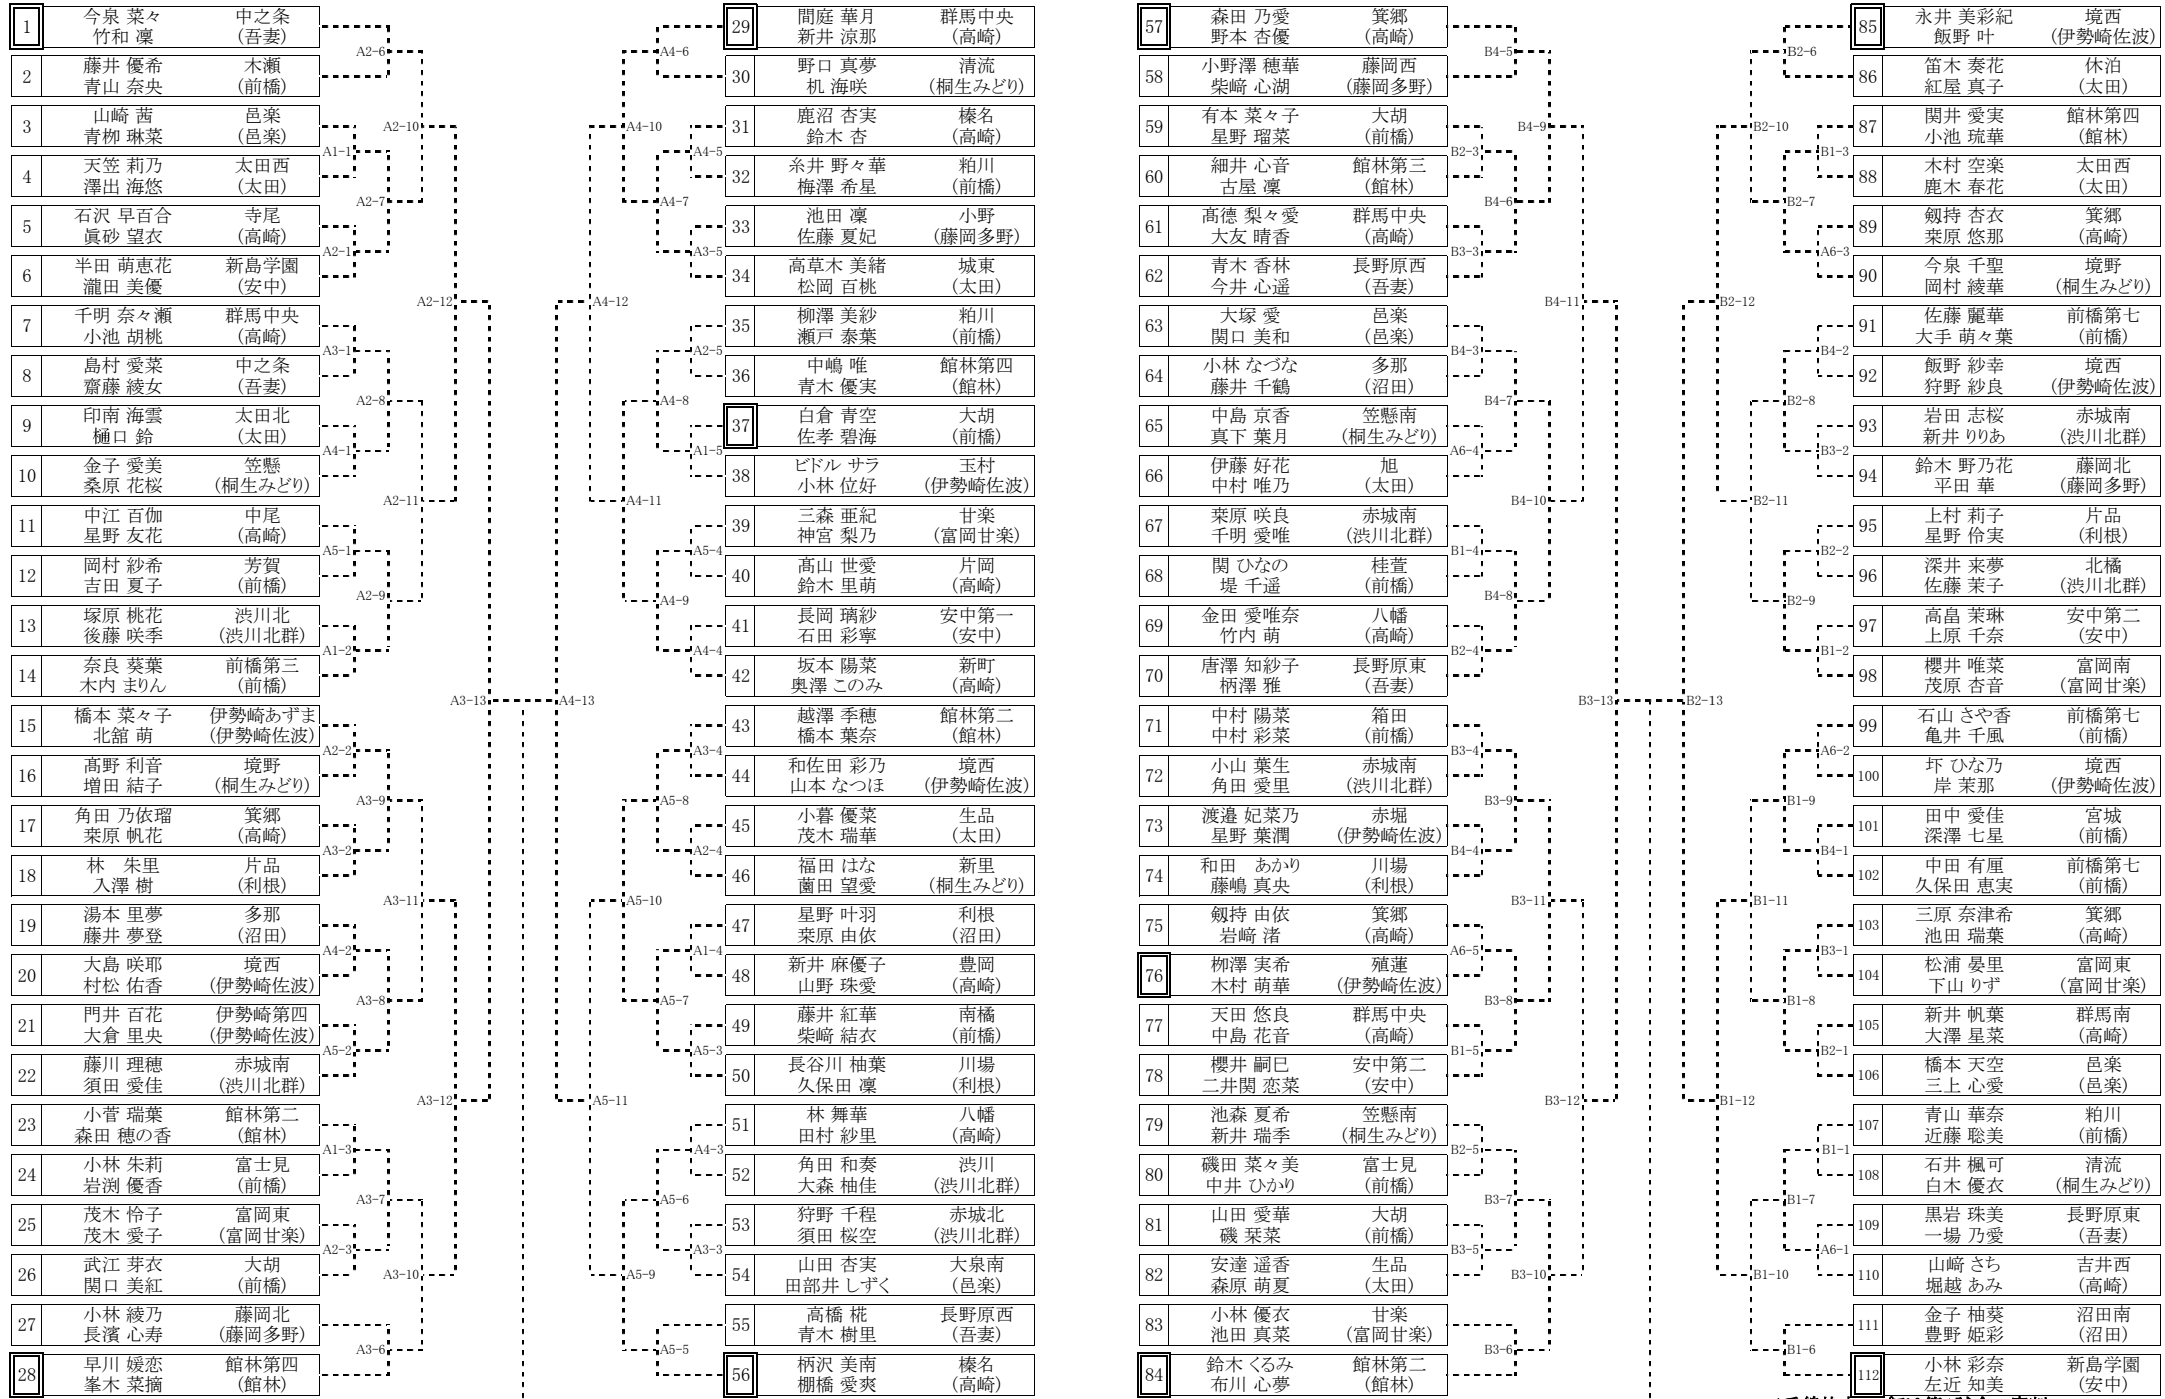 1 今泉 菜々 中之条
竹和 凜 (吾妻)
2 藤井 優希 木瀬
青山 奈央 (前橋)
3 山崎 茜 邑楽
青栁 琳菜 (邑楽)
4 天笠 莉乃 太田西
澤出 海悠 (太田)
5 石沢 早百合 寺尾
眞砂 望衣 (高崎)
6 半田 萌恵花 新島学園
瀧田 美優 (安中)
7 千明 奈々瀬 群馬中央
小池 胡桃 (高崎)
8 島村 愛菜 中之条
齋藤 綾女 (吾妻)
9 印南 海雲 太田北
樋口 鈴 (太田)
10 金子 愛美 笠懸
桑原 花桜 (桐生みどり)
11 中江 百伽 中尾
星野 友花 (高崎)
12 岡村 紗希 芳賀
吉田 夏子 (前橋)
13 塚原 桃花 渋川北
後藤 咲季 (渋川北群)
14 奈良 葵葉 前橋第三
木内 まりん (前橋)
15 橋本 菜々子 伊勢崎あずま
北舘 萌 (伊勢崎佐波)
16 髙野 利音 境野
増田 結子 (桐生みどり)
17 角田 乃依瑠 箕郷
桒原 帆花 (高崎)
18 林　朱里 片品
入澤 樹 (利根)
19 湯本 里夢 多那
藤井 夢登 (沼田)
20 大島 咲耶 境西
村松 佑香 (伊勢崎佐波)
21 門井 百花 伊勢崎第四
大倉 里央 (伊勢崎佐波)
22 藤川 理穂 赤城南
須田 愛佳 (渋川北群)
23 小菅 瑞葉 館林第二
森田 穂の香 (館林)
24 小林 朱莉 富士見
岩渕 優香 (前橋)
25 茂木 怜子 富岡東
茂木 愛子 (富岡甘楽)
26 武江 芽衣 大胡
関口 美紅 (前橋)
27 小林 綾乃 藤岡北
長濱 心寿 (藤岡多野)
28 早川 媛恋 館林第四
峯木 菜摘 (館林)
A2-6
A2-10
A1-1
A2-7
A2-1
A2-12
A3-1
A2-8
A4-1
A2-11
A5-1
A2-9
A1-2
A3-13
A2-2
A3-9
A3-2
A3-11
A4-2
A3-8
A5-2
A3-12
A1-3
A3-7
A2-3
A3-10
A3-6
29 間庭 華月 群馬中央
新井 涼那 (高崎)
30 野口 真夢 清流
机 海咲 (桐生みどり)
31 鹿沼 杏実 榛名
鈴木 杏 (高崎)
32 糸井 野々華 粕川
梅澤 希星 (前橋)
33 池田 凜 小野
佐藤 夏妃 (藤岡多野)
34 高草木 美緒 城東
松岡 百桃 (太田)
35 柳澤 美紗 粕川
瀬戸 泰葉 (前橋)
36 中嶋 唯 館林第四
青木 優実 (館林)
37 白倉 青空 大胡
佐孝 碧海 (前橋)
38 ビドル サラ 玉村
小林 位好 (伊勢崎佐波)
39 三森 亜紀 甘楽
神宮 梨乃 (富岡甘楽)
40 髙山 世愛 片岡
鈴木 里萌 (高崎)
41 長岡 璃紗 安中第一
石田 彩寧 (安中)
42 坂本 陽菜 新町
奥澤 このみ (高崎)
43 越澤 季穂 館林第二
橋本 葉奈 (館林)
44 和佐田 彩乃 境西
山本 なつほ (伊勢崎佐波)
45 小暮 優菜 生品
茂木 瑞華 (太田)
46 福田 はな 新里
薗田 望愛 (桐生みどり)
47 星野 叶羽 利根
桒原 由依 (沼田)
48 新井 麻優子 豊岡
山野 珠愛 (高崎)
49 藤井 紅華 南橘
柴﨑 結衣 (前橋)
50 長谷川 柚葉 川場
久保田 凜 (利根)
51 林 舞華 八幡
田村 紗里 (高崎)
52 角田 和奏 渋川
大森 柚佳 (渋川北群)
53 狩野 千程 赤城北
須田 桜空 (渋川北群)
54 山田 杏実 大泉南
田部井 しずく (邑楽)
55 高橋 椛 長野原西
青木 樹里 (吾妻)
56 柄沢 美南 榛名
棚橋 愛爽 (高崎)
A4-6
A4-10
A4-5
A4-7
A3-5
A4-12
A2-5
A4-8
A1-5
A4-11
A5-4
A4-9
A4-4
A4-13
A3-4
A5-8
A2-4
A5-10
A1-4
A5-7
A5-3
A5-11
A4-3
A5-6
A3-3
A5-9
A5-5
57 森田 乃愛 箕郷
野本 杏優 (高崎)
58 小野澤 穂華 藤岡西
柴﨑 心湖 (藤岡多野)
59 有本 菜々子 大胡
星野 瑠菜 (前橋)
60 細井 心音 館林第三
古屋 凜 (館林)
61 髙德 梨々愛 群馬中央
大友 晴香 (高崎)
62 青木 香林 長野原西
今井 心遥 (吾妻)
63 大塚 愛 邑楽
関口 美和 (邑楽)
64 小林 なづな 多那
藤井 千鶴 (沼田)
65 中島 京香 笠懸南
真下 葉月 (桐生みどり)
66 伊藤 好花 旭
中村 唯乃 (太田)
67 桒原 咲良 赤城南
千明 愛唯 (渋川北群)
68 関 ひなの 桂萱
堤 千遥 (前橋)
69 金田 愛唯奈 八幡
竹内 萌 (高崎)
70 唐澤 知紗子 長野原東
柄澤 雅 (吾妻)
71 中村 陽菜 箱田
中村 彩菜 (前橋)
72 小山 葉生 赤城南
角田 愛里 (渋川北群)
73 渡邉 妃菜乃 赤堀
星野 葉潤 (伊勢崎佐波)
74 和田　あかり 川場
藤嶋 真央 (利根)
75 剱持 由依 箕郷
岩﨑 渚 (高崎)
76 栁澤 実希 殖蓮
木村 萌華 (伊勢崎佐波)
77 天田 悠良 群馬中央
中島 花音 (高崎)
78 櫻井 嗣巳 安中第二
二井関 恋菜 (安中)
79 池森 夏希 笠懸南
新井 瑞季 (桐生みどり)
80 磯田 菜々美 富士見
中井 ひかり (前橋)
81 山田 愛華 大胡
磯 栞菜 (前橋)
82 安達 遥香 生品
森原 萌夏 (太田)
83 小林 優衣 甘楽
池田 真菜 (富岡甘楽)
84 鈴木 くるみ 館林第二
布川 心夢 (館林)
B4-5
B4-9
B2-3
B4-6
B3-3
B4-11
B4-3
B4-7
A6-4
B4-10
B1-4
B4-8
B2-4
B3-13
B3-4
B3-9
B4-4
B3-11
A6-5
B3-8
B1-5
B3-12
B2-5
B3-7
B3-5
B3-10
B3-6
85 永井 美彩紀 境西
飯野 叶 (伊勢崎佐波)
86 笛木 奏花 休泊
紅屋 真子 (太田)
87 関井 愛実 館林第四
小池 琉華 (館林)
88 木村 空楽 太田西
鹿木 春花 (太田)
89 剱持 杏衣 箕郷
桒原 悠那 (高崎)
90 今泉 千聖 境野
岡村 綾華 (桐生みどり)
91 佐藤 麗華 前橋第七
大手 萌々葉 (前橋)
92 飯野 紗幸 境西
狩野 紗良 (伊勢崎佐波)
93 岩田 志桜 赤城南
新井 りりあ (渋川北群)
94 鈴木 野乃花 藤岡北
平田 華 (藤岡多野)
95 上村 莉子 片品
星野 伶実 (利根)
96 深井 来夢 北橘
佐藤 茉子 (渋川北群)
97 高畠 茉琳 安中第二
上原 千奈 (安中)
98 櫻井 唯菜 富岡南
茂原 杏音 (富岡甘楽)
99 石山 さや香 前橋第七
亀井 千風 (前橋)
100 圷 ひな乃 境西
岸 茉那 (伊勢崎佐波)
101 田中 愛佳 宮城
深澤 七星 (前橋)
102 中田 有厘 前橋第七
久保田 恵実 (前橋)
103 三原 奈津希 箕郷
池田 瑞葉 (高崎)
104 松浦 晏里 富岡東
下山 りず (富岡甘楽)
105 新井 帆葉 群馬南
大澤 星菜 (高崎)
106 橋本 天空 邑楽
三上 心愛 (邑楽)
107 青山 華奈 粕川
近藤 聡美 (前橋)
108 石井 楓可 清流
白木 優衣 (桐生みどり)
109 黒岩 珠美 長野原東
一場 乃愛 (吾妻)
110 山﨑 さち 吉井西
堀越 あみ (高崎)
111 金子 柚葵 沼田南
豊野 姫彩 (沼田)
112 小林 彩奈 新島学園
左近 知美 (安中)
B2-6
B2-10
B1-3
B2-7
A6-3
B2-12
B4-2
B2-8
B3-2
B2-11
B2-2
B2-9
B1-2
B2-13
A6-2
B1-9
B4-1
B1-11
B3-1
B1-8
B2-1
B1-12
B1-1
B1-7
A6-1
B1-10
B1-6